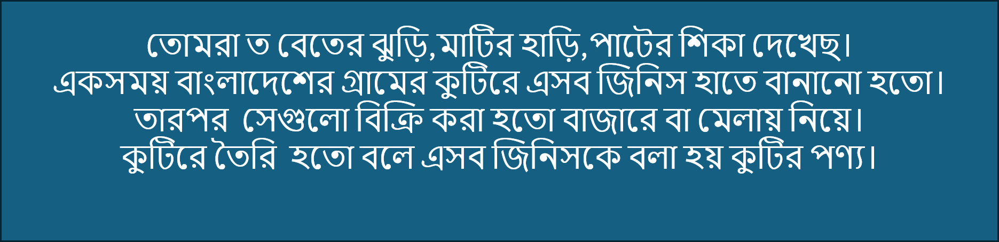 তোমরা ত বেতের ঝুড়ি,মাটির হাড়ি,পাটের শিকা দেখেছ।
একসময় বাংলাদেশের গ্রামের কুটিরে এসব জিনিস হাতে বানানো হতো।
তারপর সেগুলো বিক্রি করা হতো বাজারে বা মেলায় নিয়ে।
কুটিরে তৈরি হতো বলে এসব জিনিসকে বলা হয় কুটির পণ্য।